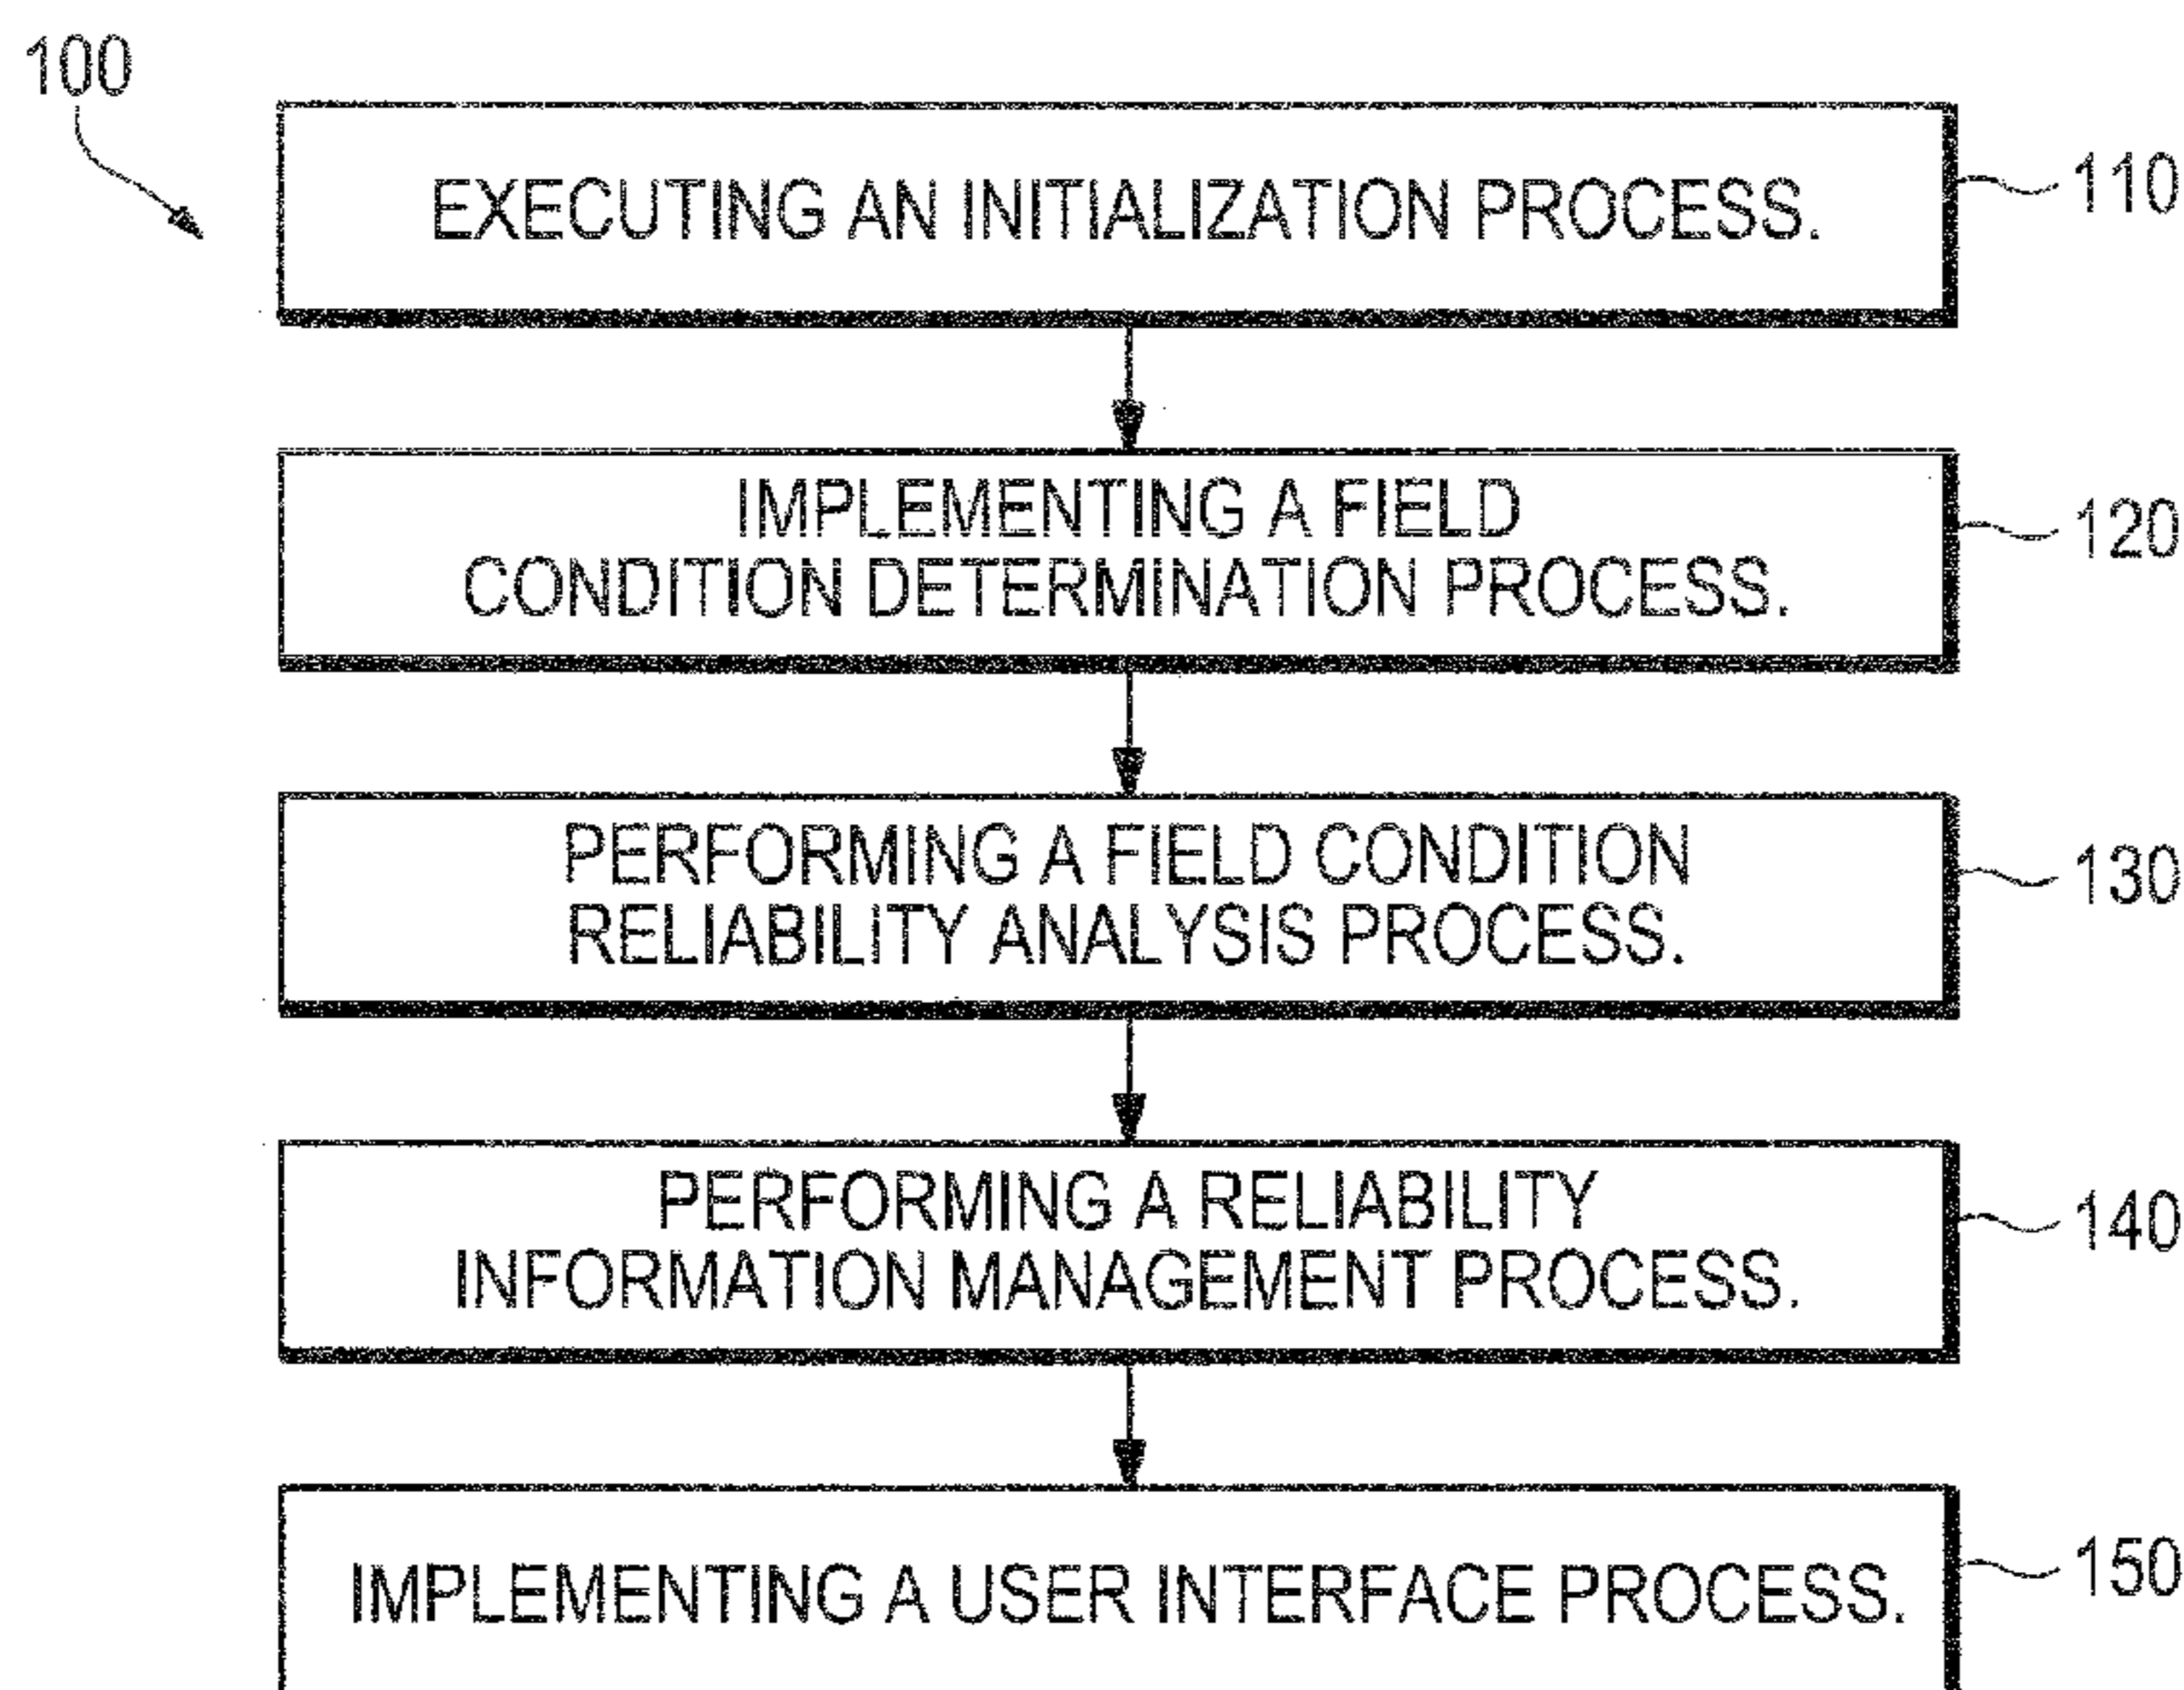 100
EXECUTING AN INITIALIZATION PROCESS.
110
IMPLEMENTING A FIELD
CONDITION DETERMINATION PROCESS.
120
PERFORMING A FIELD CONDITION
RELIABILITY ANALYSIS PROCESS.
130
PERFORMING A RELIABILITY
INFORMATION MANAGEMENT PROCESS.
140
IMPLEMENTING A USER INTERFACE PROCESS.
150